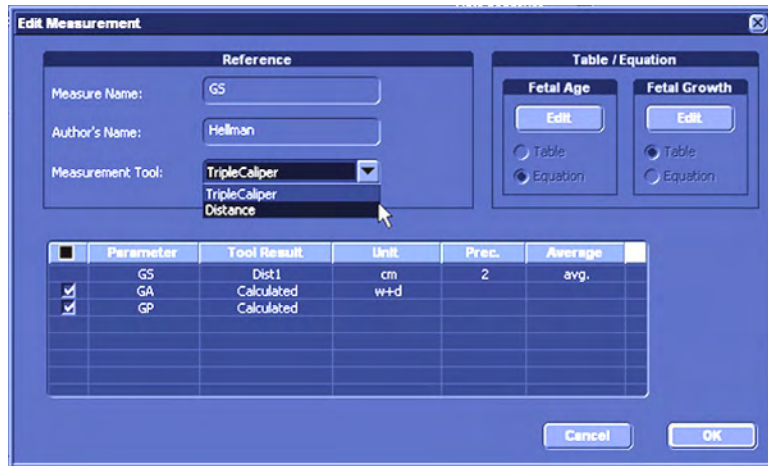 Edit Measurement
Reference
Measure Name: GS
Author's Name: Hellman
Measurement Tool: TripleCaliper
TripleCaliper
Distance
Table / Equation
Fetal Age
Edit
Table
Equation
Fetal Growth
Edit
Table
Equation
Parameter Tool Result Unit Prec. Average
GS Dist1 cm 2 avg.
GA Calculated w+d
GP Calculated
Cancel OK